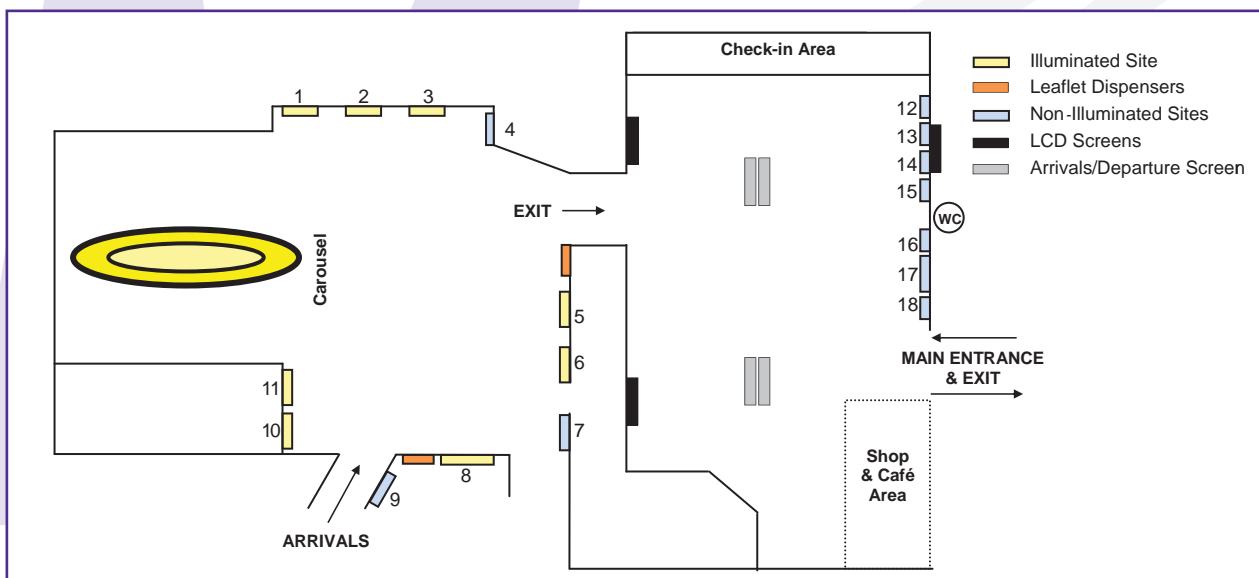 Check-in Area
Illuminated Site
Leaflet Dispensers
Non-Illuminated Sites
LCD Screens
Arrivals/Departure Screen
1
2
3
4
12
13
14
15
WC
EXIT
16
17
18
Carousel
5
6
MAIN ENTRANCE
& EXIT
11
10
7
8
9
Shop
& Café
Area
ARRIVALS